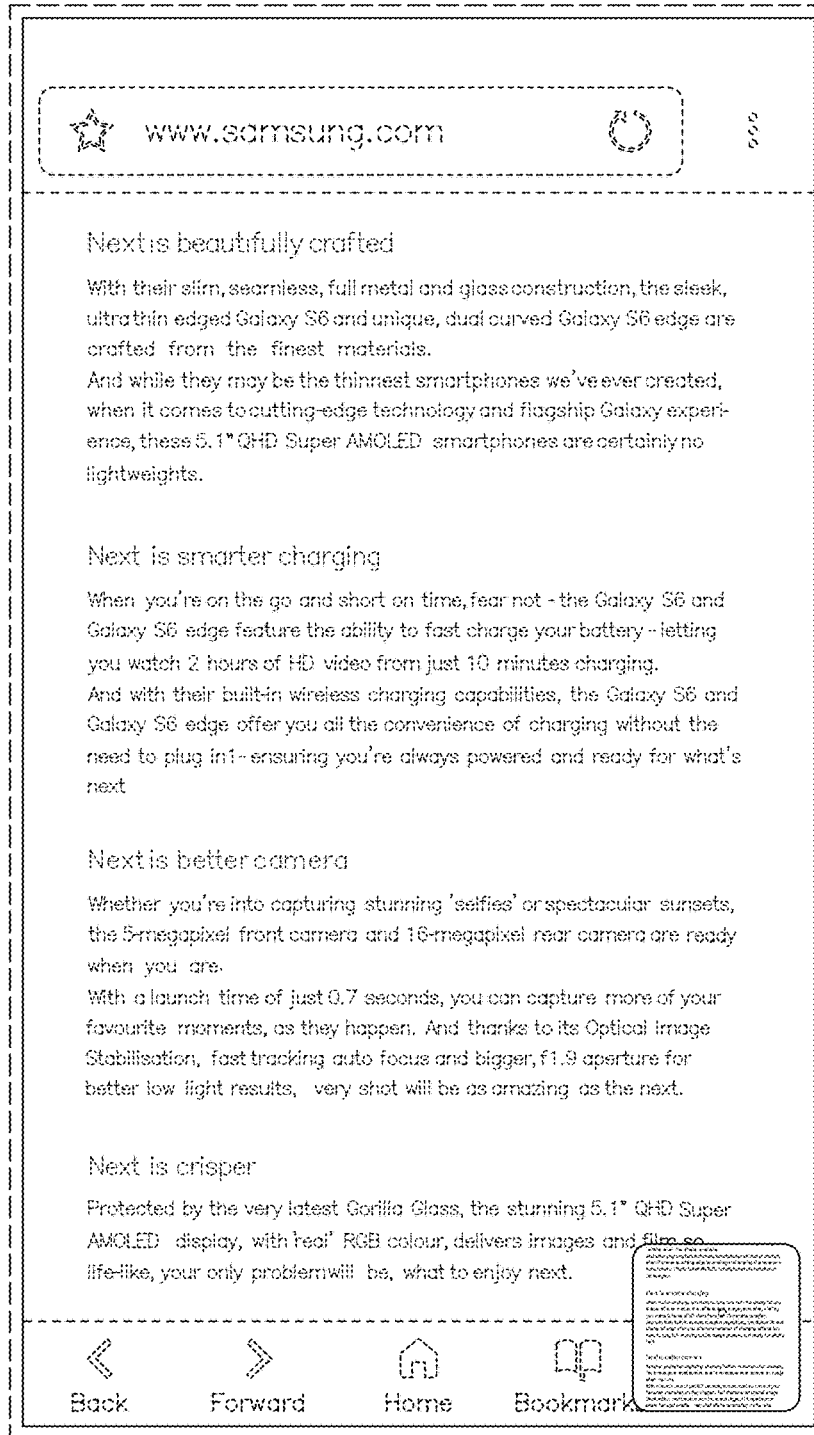 www.samsung.com
Next is beautifully crafted
With their slim, seamless, full metal and glass construction, the sleek,
ultra thin edged Galaxy S6 and unique, dual curved Galaxy S6 edge are
crafted from the finest materials.
And while they may be the thinnest smartphones we've ever created,
when it comes to cutting-edge technology and flagship Galaxy experi-
ence, these 5.1" QHD Super AMOLED smartphones are certainly no
lightweights.
Next is smarter charging
When you're on the go and short on time, fear not - the Galaxy S6 and
Galaxy S6 edge feature the ability to fast charge your battery - letting
you watch 2 hours of HD video from just 10 minutes charging.
And with their built-in wireless charging capabilities, the Galaxy S6 and
Galaxy S6 edge offer you all the convenience of charging without the
need to plug in1- ensuring you're always powered and ready for what's
next
Next is better camera
Whether you're into capturing stunning 'selfies' or spectacular sunsets,
the 5-megapixel front camera and 16-megapixel rear camera are ready
when you are.
With a launch time of just 0.7 seconds, you can capture more of your
favourite moments, as they happen. And thanks to its Optical Image
Stabilisation, fast tracking auto focus and bigger, f1.9 aperture for
better low light results, very shot will be as amazing as the next.
Next is crisper
Protected by the very latest Gorilla Glass, the stunning 5.1" QHD Super
AMOLED display, with 'real' RGB colour, delivers images and film so
life-like, your only problem will be, what to enjoy next.
Back Forward Home Bookmark